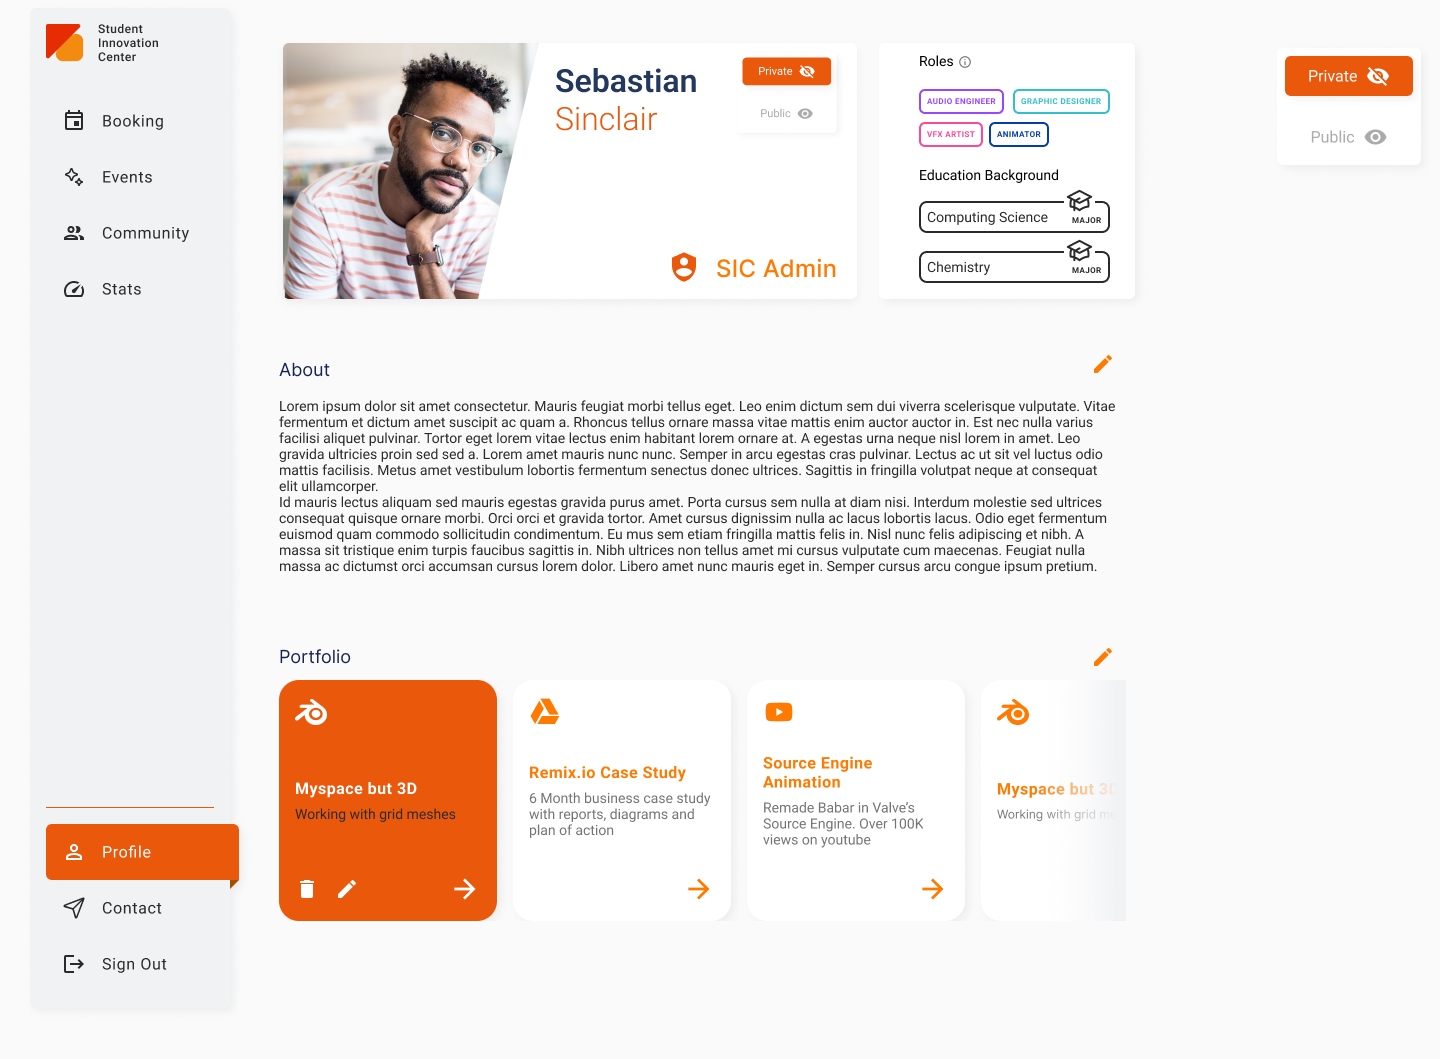 Student
Innovation
Center
Booking
Events
Community
Stats
Profile
Contact
Sign Out
Sebastian
Sinclair
Private
Public
SIC Admin
Roles
AUDIO ENGINEER
GRAPHIC DESIGNER
VFX ARTIST
ANIMATOR
Education Background
Computing Science
MAJOR
Chemistry
MAJOR
Private
Public
About
Lorem ipsum dolor sit amet consectetur. Mauris feugiat morbi tellus eget. Leo enim dictum sem dui viverra scelerisque vulputate. Vitae
fermentum et dictum amet suscipit ac quam a. Rhoncus tellus ornare massa vitae mattis enim auctor auctor in. Est nec nulla varius
facilisi aliquet pulvinar. Tortor eget lorem vitae lectus enim habitant lorem ornare at. A egestas urna neque nisl lorem in amet. Leo
gravida ultricies proin sed sed a. Lorem amet mauris nunc nunc. Semper in arcu egestas cras pulvinar. Lectus ac ut sit vel luctus odio
mattis facilisis. Metus amet vestibulum lobortis fermentum senectus donec ultrices. Sagittis in fringilla volutpat neque at consequat
elit ullamcorper.
Id mauris lectus aliquam sed mauris egestas gravida purus amet. Porta cursus sem nulla at diam nisi. Interdum molestie sed ultrices
consequat quisque ornare morbi. Orci orci et gravida tortor. Amet cursus dignissim nulla ac lacus lobortis lacus. Odio eget fermentum
euismod quam commodo sollicitudin condimentum. Eu mus sem etiam fringilla mattis felis in. Nisl nunc felis adipiscing et nibh. A
massa sit tristique enim turpis faucibus sagittis in. Nibh ultrices non tellus amet mi cursus vulputate cum maecenas. Feugiat nulla
massa ac dictumst orci accumsan cursus lorem dolor. Libero amet nunc mauris eget in. Semper cursus arcu congue ipsum pretium.
Portfolio
Myspace but 3D
Working with grid meshes
Remix.io Case Study
6 Month business case study
with reports, diagrams and
plan of action
Source Engine
Animation
Remade Babar in Valve's
Source Engine. Over 100K
views on youtube
Myspace but 3D
Working with grid me